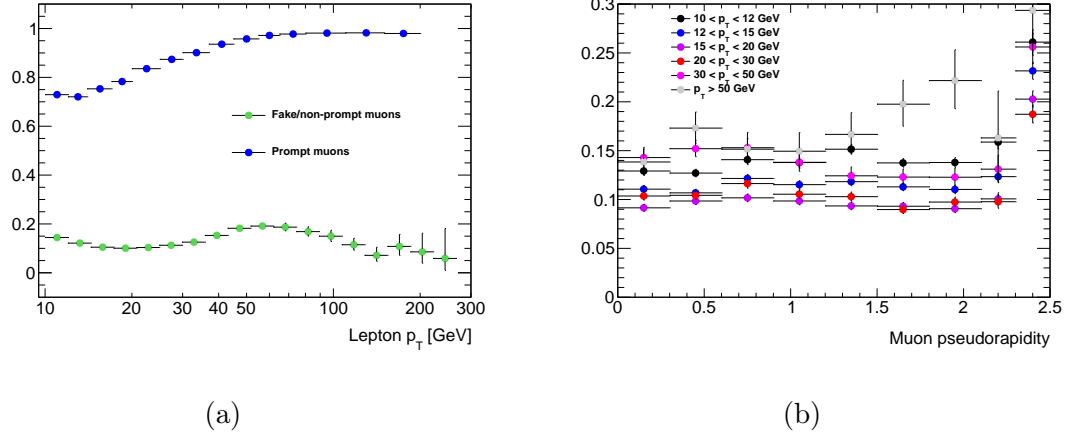 1
0.8
0.6
0.4
0.2
0
Fake/non-prompt muons
Prompt muons
10 20 30 40 50 100 200 300
Lepton p_T [GeV]
(a)
0.3
0.25
0.2
0.15
0.1
0.05
0
10 < p_T < 12 GeV
12 < p_T < 15 GeV
15 < p_T < 20 GeV
20 < p_T < 30 GeV
30 < p_T < 50 GeV
p_T > 50 GeV
0 0.5 1 1.5 2 2.5
Muon pseudorapidity
(b)